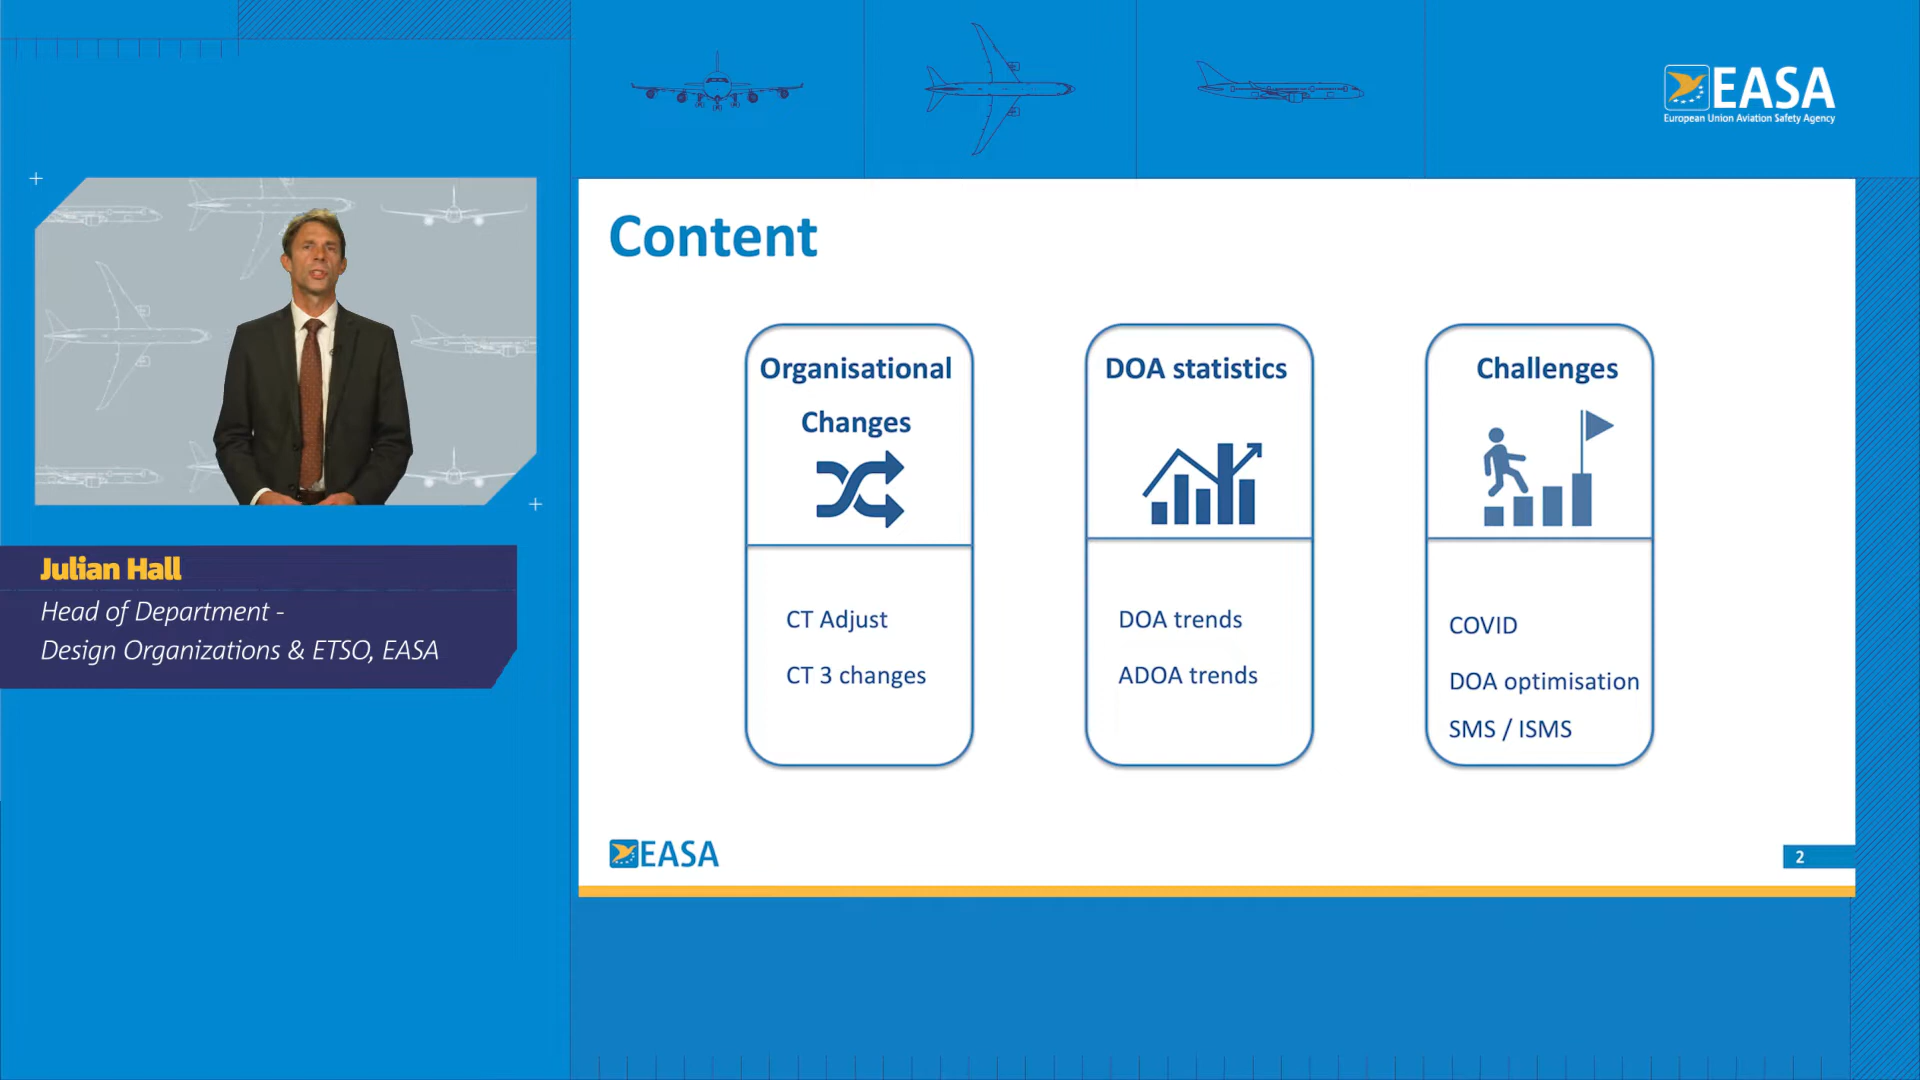 EASA
European Union Aviation Safety Agency
Julian Hall
Head of Department -
Design Organizations & ETSO, EASA
Content
Organisational
Changes
CT Adjust
CT 3 changes
DOA statistics
DOA trends
ADOA trends
Challenges
COVID
DOA optimisation
SMS / ISMS
EASA
2